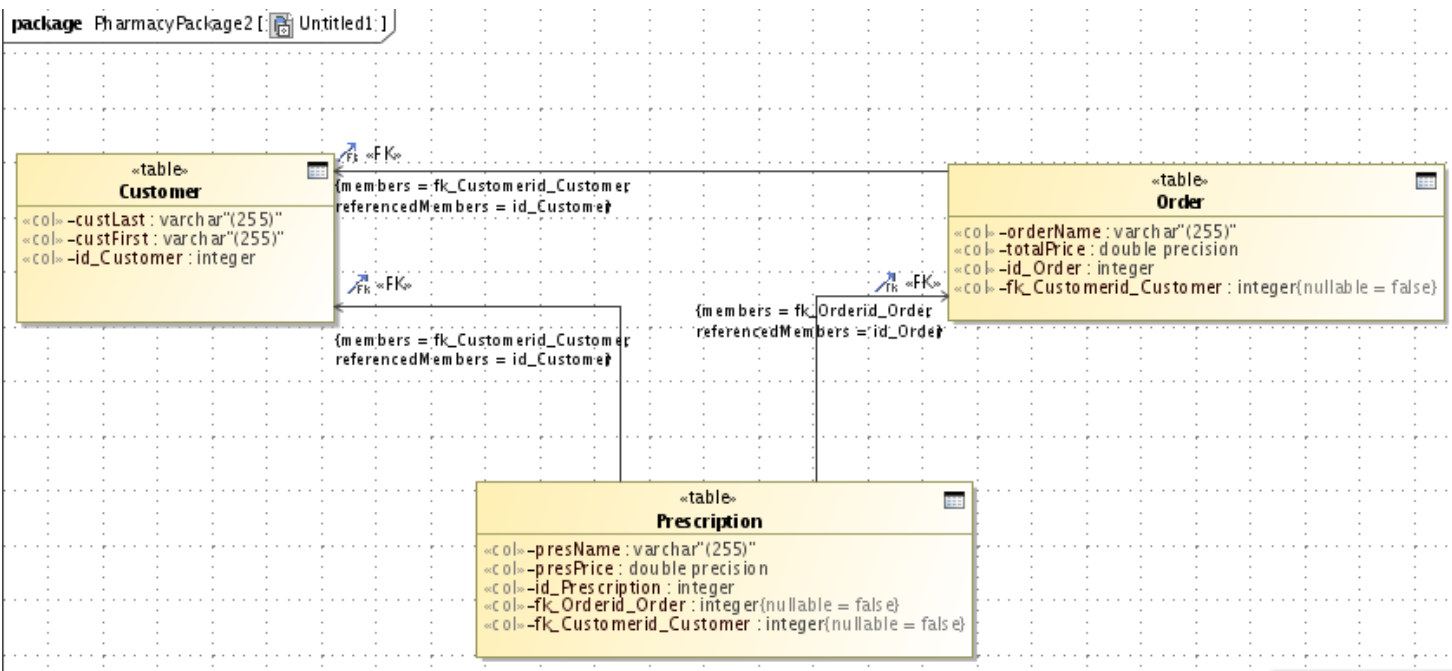 package PharmacyPackage2 [ Untitled1 ]
Fk «FK»
{members = fk_Customerid_Customer,
referencedMembers = id_Customer}
«table»
Customer
«col» -custLast : varchar"(255)"
«col» -custFirst : varchar"(255)"
«col» -id_Customer : integer
«table»
Order
«col» -orderName : varchar"(255)"
«col» -totalPrice : double precision
«col» -id_Order : integer
«col» -fk_Customerid_Customer : integer{nullable = false}
Fk «FK»
{members = fk_Customerid_Customer,
referencedMembers = id_Customer}
Fk «FK»
{members = fk_Orderid_Order,
referencedMembers = id_Order}
«table»
Prescription
«col» -presName : varchar"(255)"
«col» -presPrice : double precision
«col» -id_Prescription : integer
«col» -fk_Orderid_Order : integer{nullable = false}
«col» -fk_Customerid_Customer : integer{nullable = false}